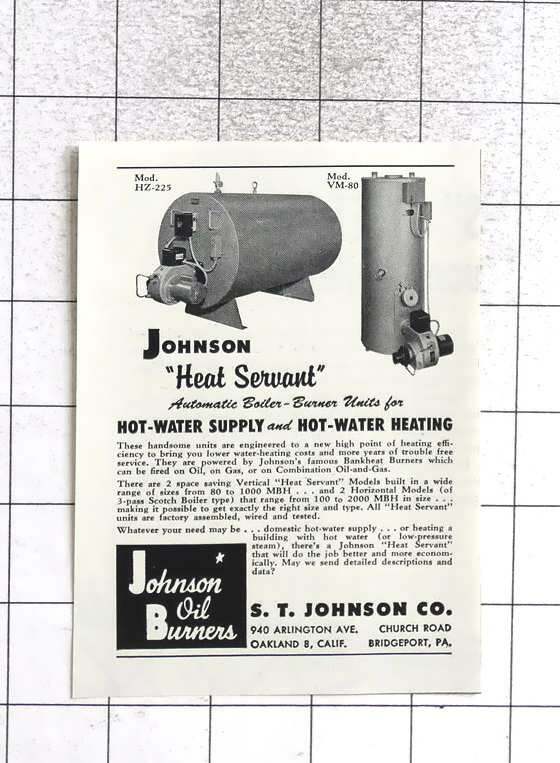 Mod.
HZ-225
Mod.
VM-80
JOHNSON
"Heat Servant"
Automatic Boiler-Burner Units for
HOT-WATER SUPPLY and HOT-WATER HEATING
These handsome units are engineered to a new high point of heating effi-
ciency to bring you lower water-heating costs and more years of trouble free
service. They are powered by Johnson's famous Bankheat Burners which
can be fired on Oil, on Gas, or on Combination Oil-and-Gas.
There are 2 space saving Vertical "Heat Servant" Models built in a wide
range of sizes from 80 to 1000 MBH . . . and 2 Horizontal Models (of
3-pass Scotch Boiler type) that range from 100 to 2000 MBH in size . . .
making it possible to get exactly the right size and type. All "Heat Servant"
units are factory assembled, wired and tested.
Whatever your need may be . . . domestic hot-water supply . . . or heating a
building with hot water (or low-pressure
steam), there's a Johnson "Heat Servant"
that will do the job better and more econom-
ically. May we send detailed descriptions and
data?
Johnson
Oil
Burners
S. T. JOHNSON CO.
940 ARLINGTON AVE. CHURCH ROAD
OAKLAND 8, CALIF. BRIDGEPORT, PA.